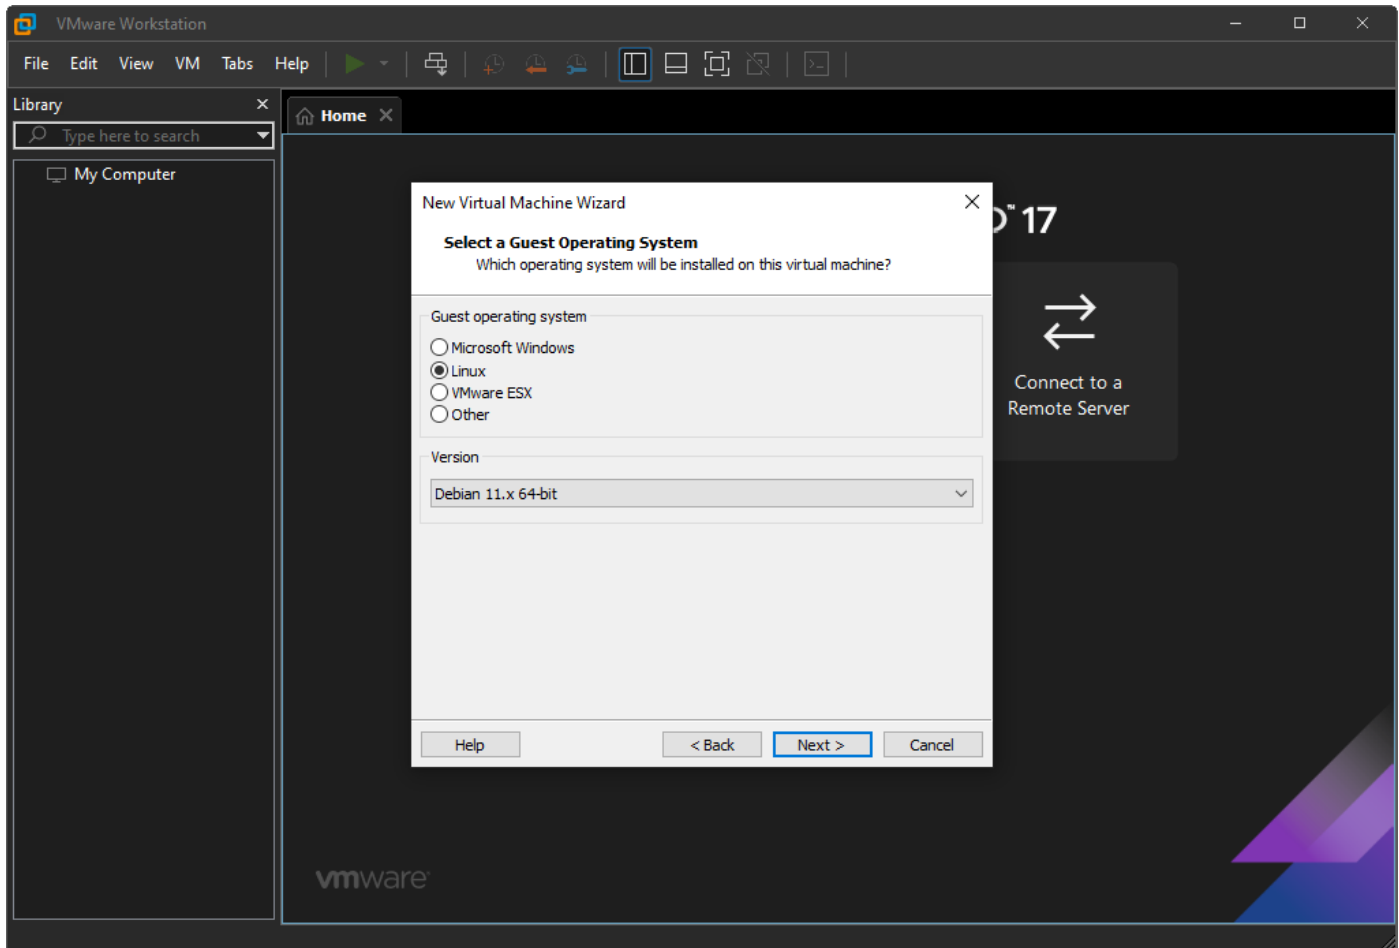 VMware Workstation
File Edit View VM Tabs Help
Library
Type here to search
My Computer
Home
17
Connect to a
Remote Server
New Virtual Machine Wizard
Select a Guest Operating System
Which operating system will be installed on this virtual machine?
Guest operating system
Microsoft Windows
Linux
VMware ESX
Other
Version
Debian 11.x 64-bit
Help < Back Next > Cancel
vmware